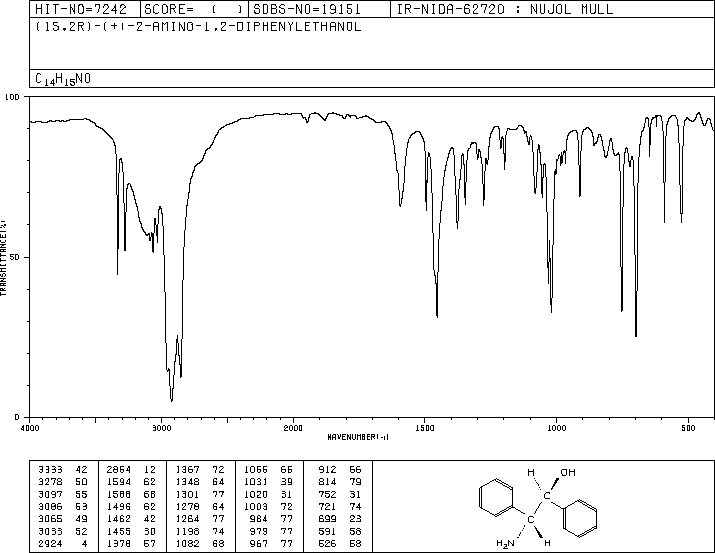 HIT-NO=7242 SCORE= ( ) SDBS-NO=19151 IR-NIDA-62720 : NUJOL MULL
(1S,2R)-(+)-2-AMINO-1,2-DIPHENYLETHANOL
C14H15NO
100
TRANSMITTANCE(%)
50
0
4000 3000 2000 1500 1000 500
WAVENUMBER(-1)
3333 42 2854 12 1367 72 1066 66 912 66
3278 50 1594 62 1348 64 1031 39 814 79
3097 55 1588 66 1301 77 1020 31 752 31
3086 53 1496 62 1278 64 1003 72 721 74
3065 49 1462 42 1264 77 984 77 699 23
3033 52 1455 30 1198 74 979 77 591 58
2924 4 1378 57 1082 68 967 77 526 58
H OH
C
C
H2N H